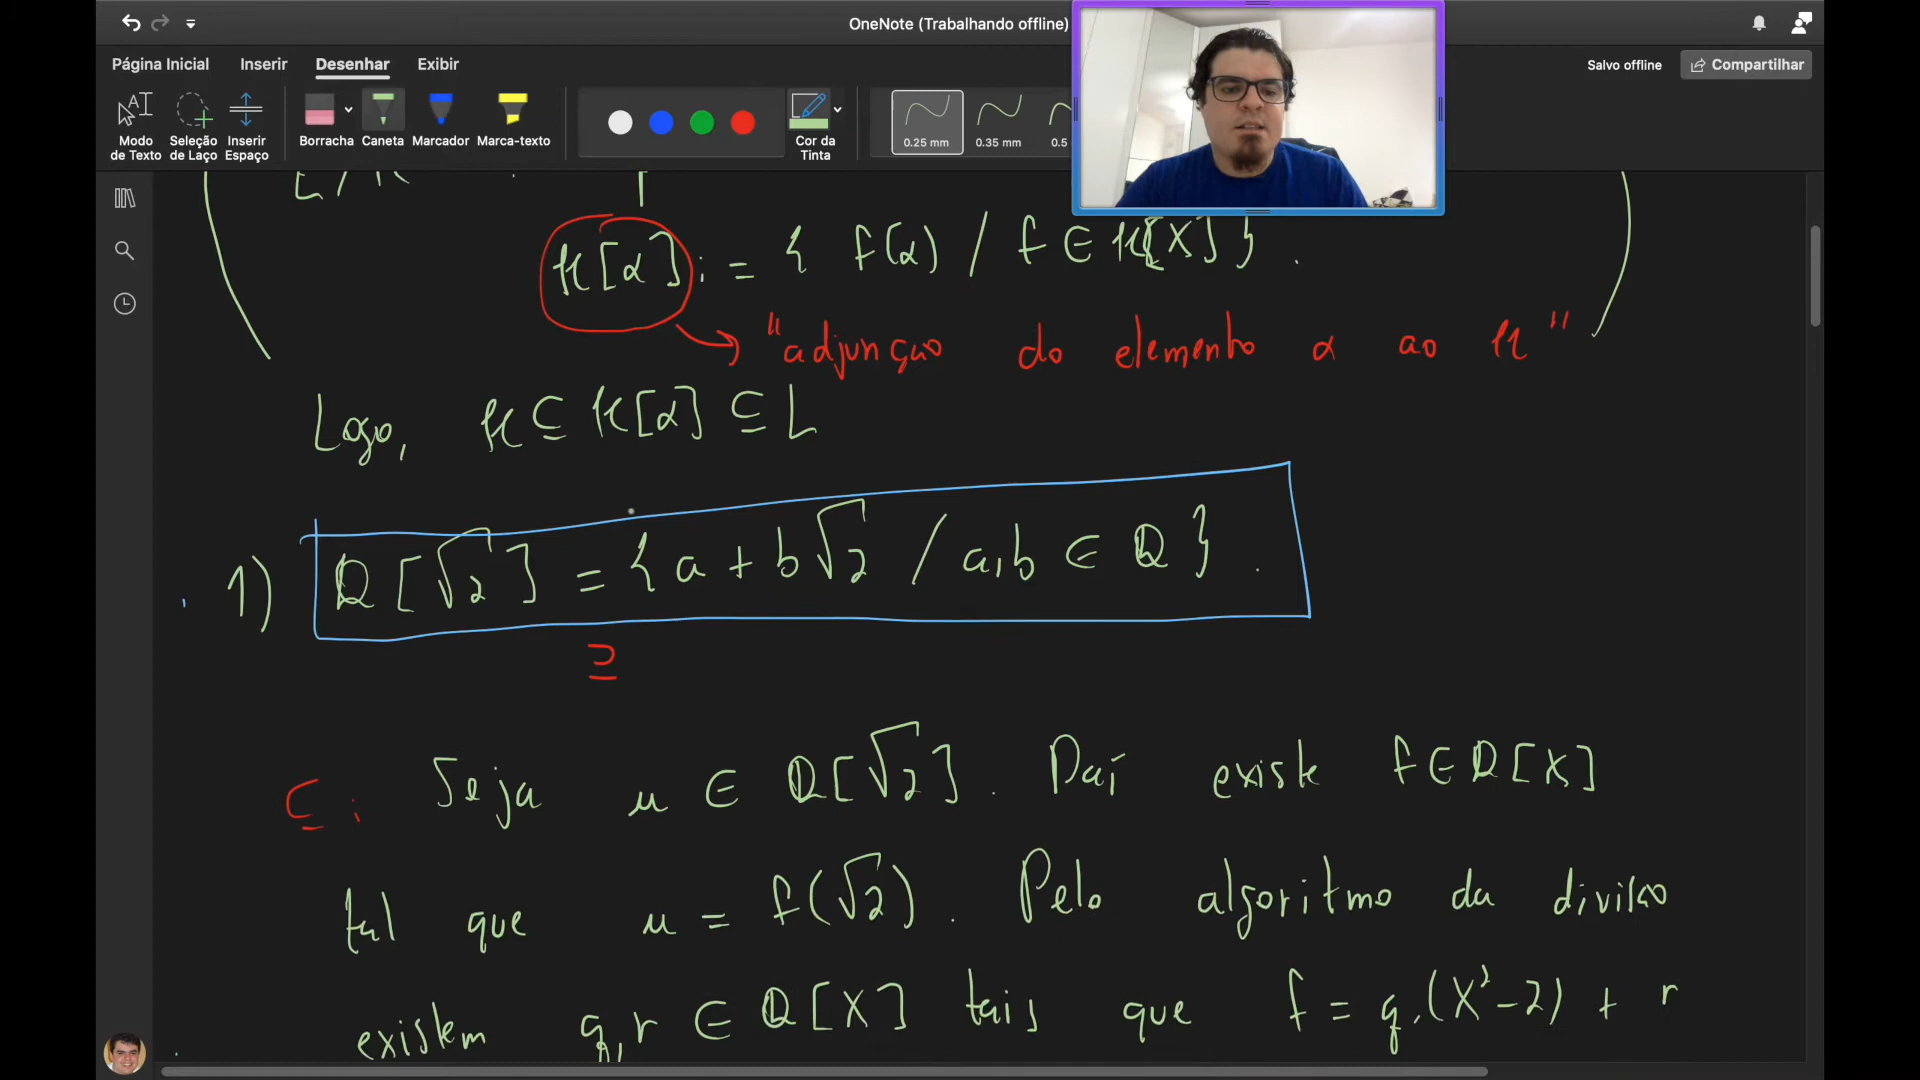 OneNote (Trabalhando offline)
Página Inicial Inserir Desenhar Exibir
Salvo offline Compartilhar
Modo de Texto Seleção de Laço Inserir Espaço Borracha Caneta Marcador Marca-texto Cor da Tinta 0.25 mm 0.35 mm 0.5
L/K
K[α] := { f(α) / f ∈ K[X] } .
"adjunção do elemento α ao K"
Logo, K ⊆ K[α] ⊆ L
1) Q[√2] = { a + b√2 / a,b ∈ Q } .
⊇
⊆: Seja u ∈ Q[√2]. Daí existe f ∈ Q[X]
tal que u = f(√2). Pelo algoritmo da divisão
existem q,r ∈ Q[X] tais que f = q.(X²-2) + r